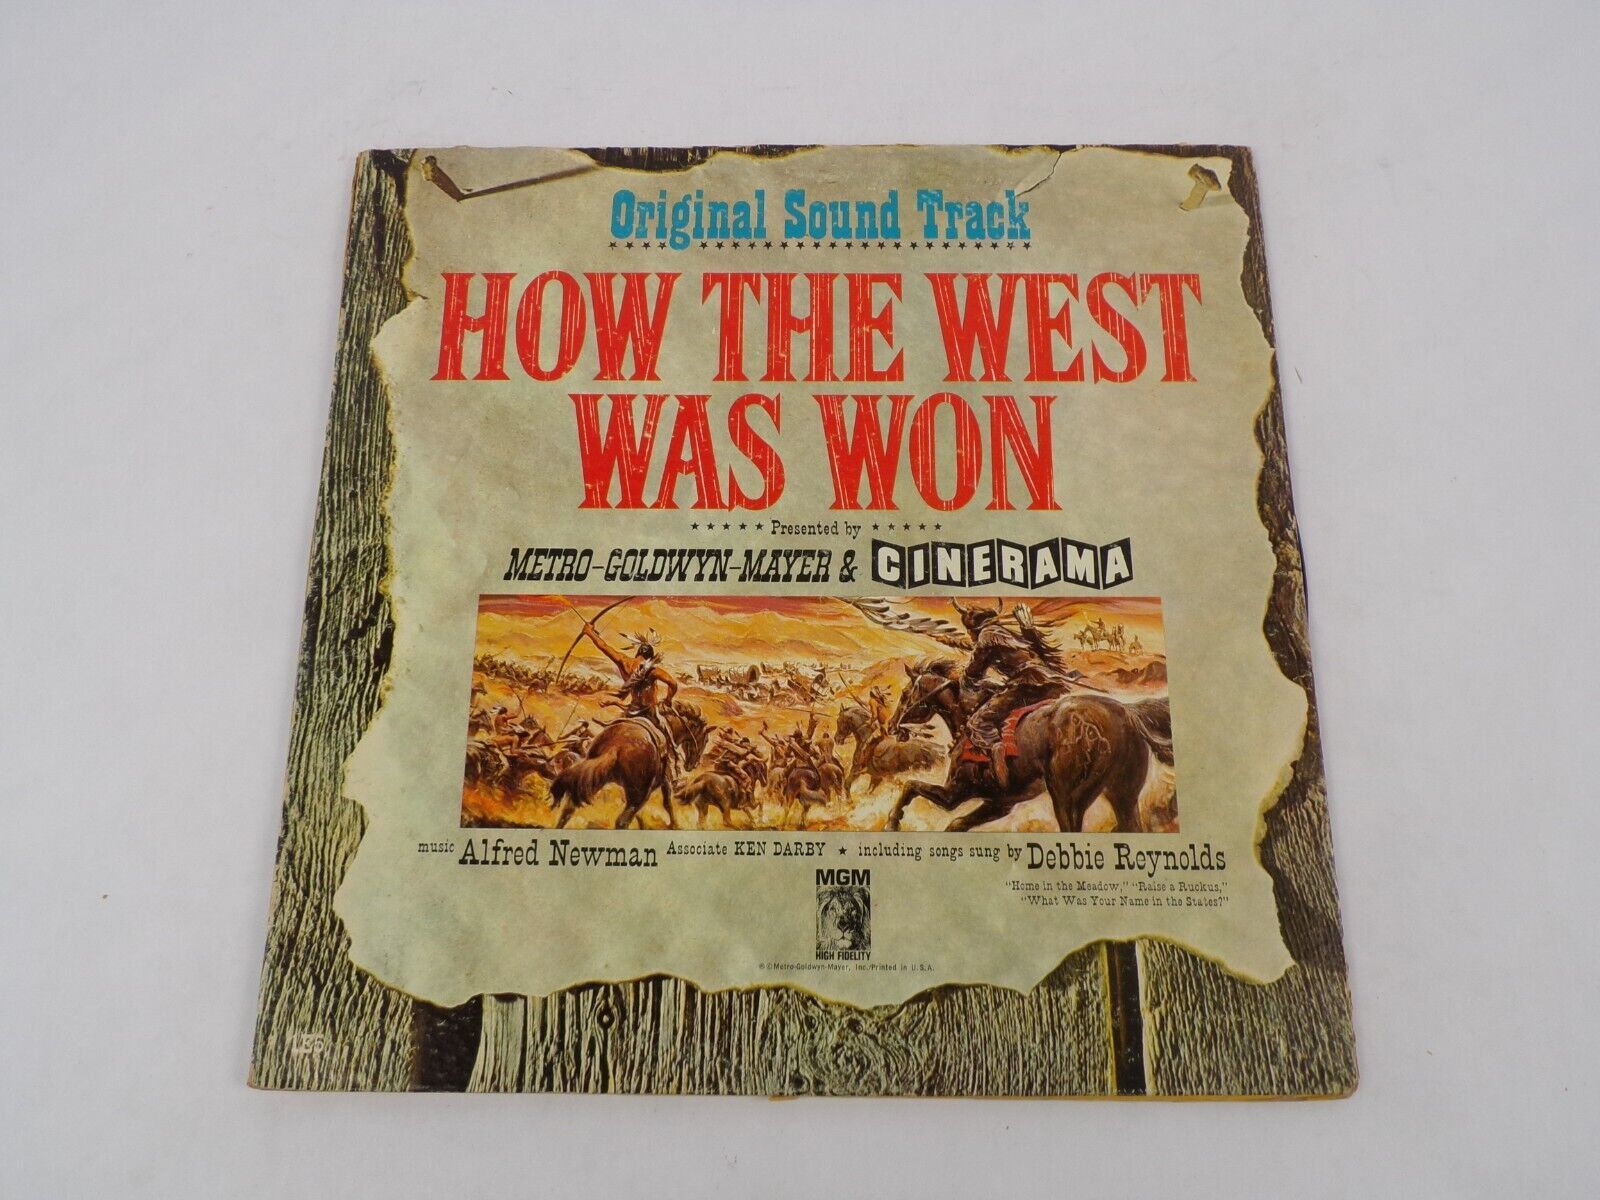 Original Sound Track
HOW THE WEST
WAS WON
Presented by
METRO-GOLDWYN-MAYER & CINERAMA
music Alfred Newman Associate KEN DARBY ★ including songs sung by Debbie Reynolds
"Home in the Meadow," "Raise a Ruckus,"
"What Was Your Name in the States?"
MGM
HIGH FIDELITY
℗ © Metro-Goldwyn-Mayer, Inc./Printed in U.S.A.